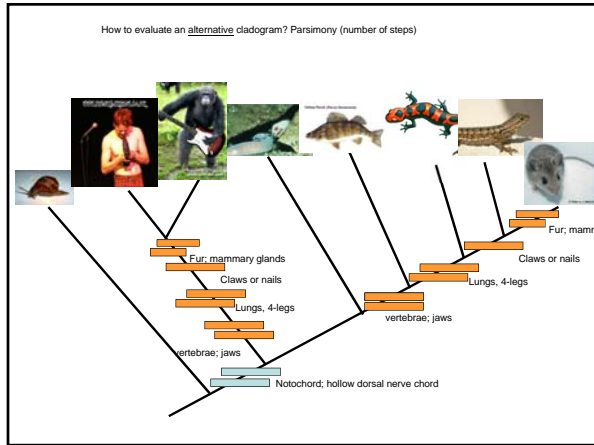 How to evaluate an alternative cladogram? Parsimony (number of steps)
Fur; mammary glands
Fur; mamm
Claws or nails
Claws or nails
Lungs, 4-legs
Lungs, 4-legs
vertebrae; jaws
vertebrae; jaws
Notochord; hollow dorsal nerve chord